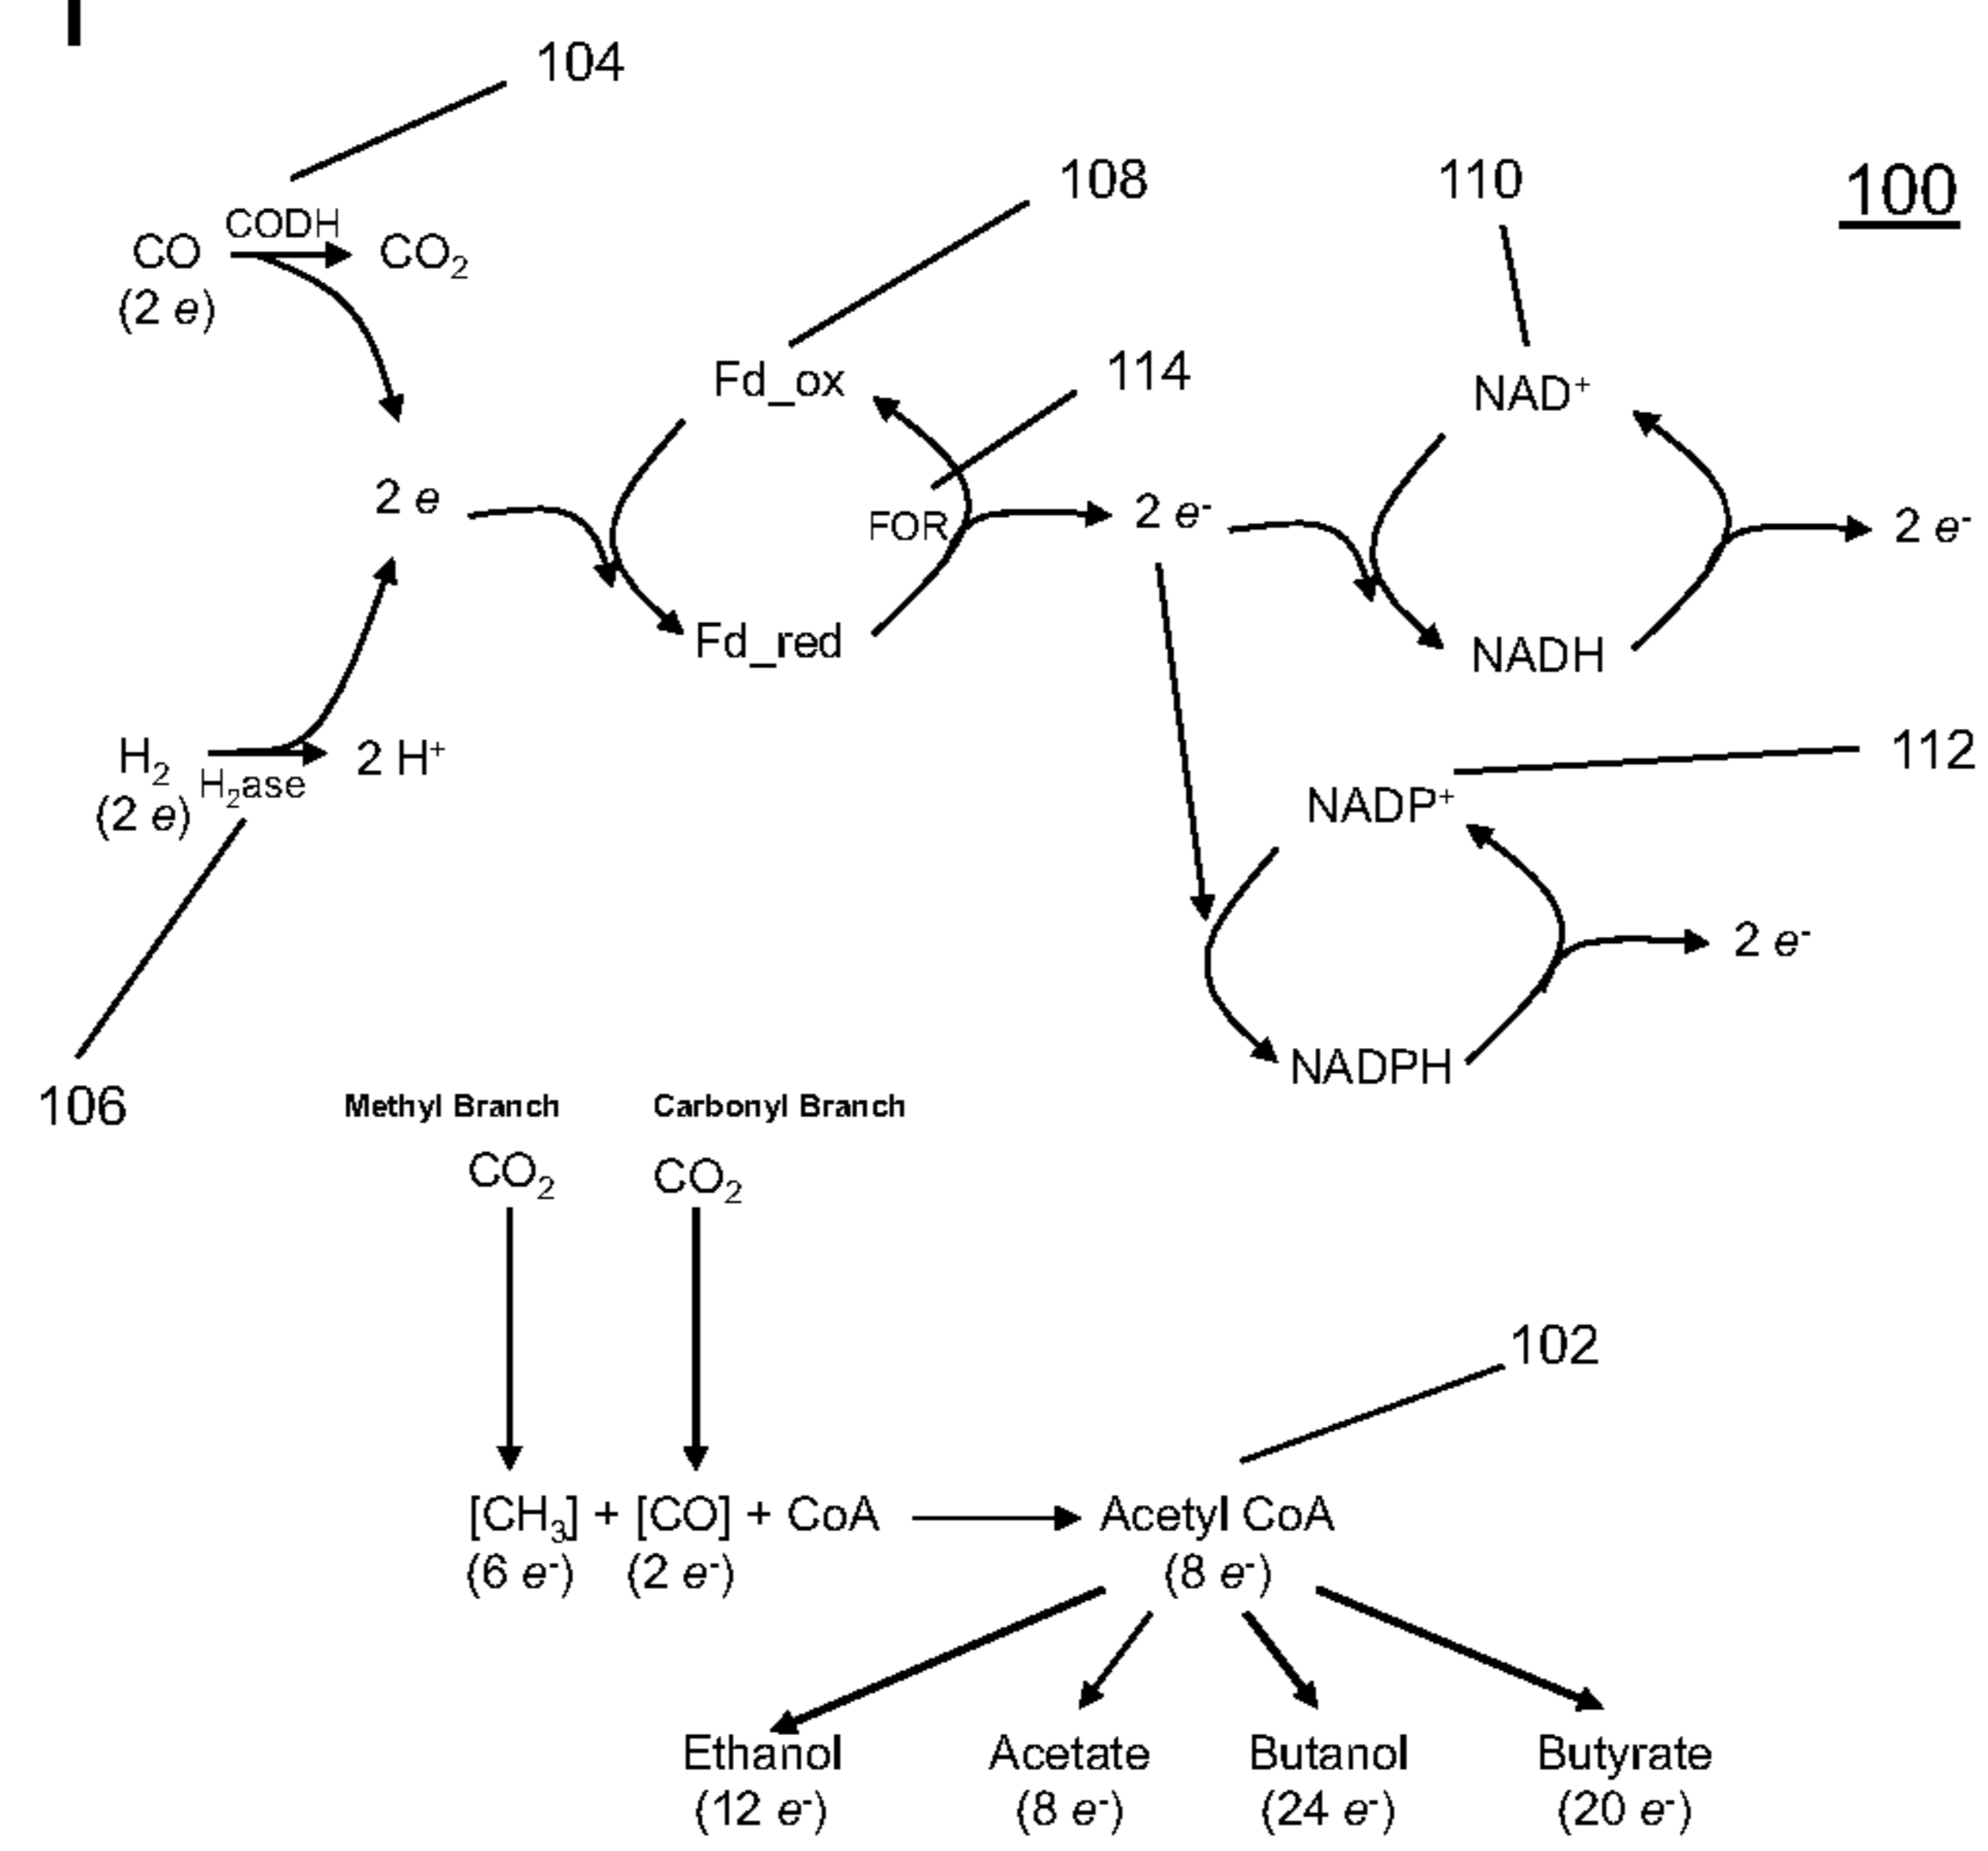 104
108
110
100
CODH
CO
CO₂
(2 e)
Fd_ox
114
NAD⁺
2 e
FOR
2 e⁻
2 e⁻
Fd_red
NADH
H₂
2 H⁺
H₂ase
(2 e)
112
NADP⁺
2 e⁻
NADPH
106
Methyl Branch
Carbonyl Branch
CO₂
CO₂
102
[CH₃] + [CO] + CoA
Acetyl CoA
(6 e⁻)
(2 e⁻)
(8 e⁻)
Ethanol
Acetate
Butanol
Butyrate
(12 e⁻)
(8 e⁻)
(24 e⁻)
(20 e⁻)